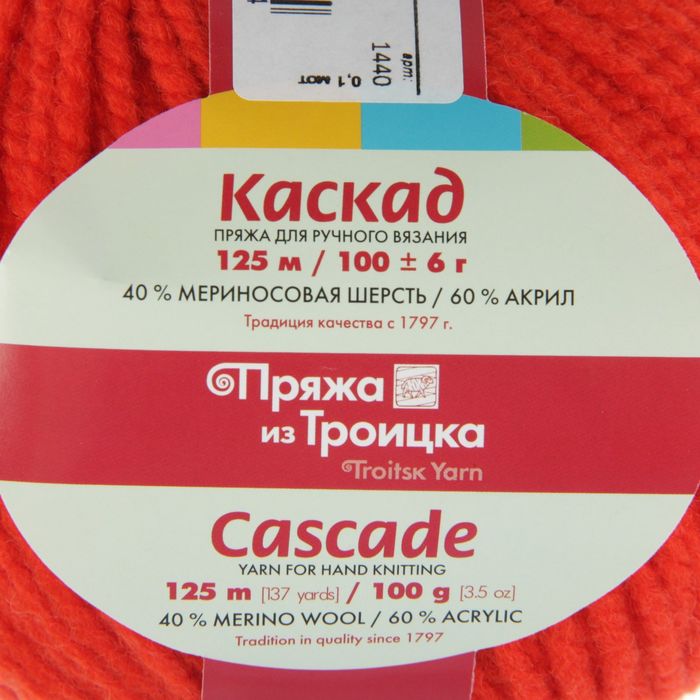 арт:
1440
0,1 мот
Каскад
ПРЯЖА ДЛЯ РУЧНОГО ВЯЗАНИЯ
125 м / 100 ± 6 г
40 % МЕРИНОСОВАЯ ШЕРСТЬ / 60 % АКРИЛ
Традиция качества с 1797 г.
Пряжа
из Троицка
Troitsk Yarn
Cascade
YARN FOR HAND KNITTING
125 m [137 yards] / 100 g [3.5 oz]
40 % MERINO WOOL / 60 % ACRYLIC
Tradition in quality since 1797